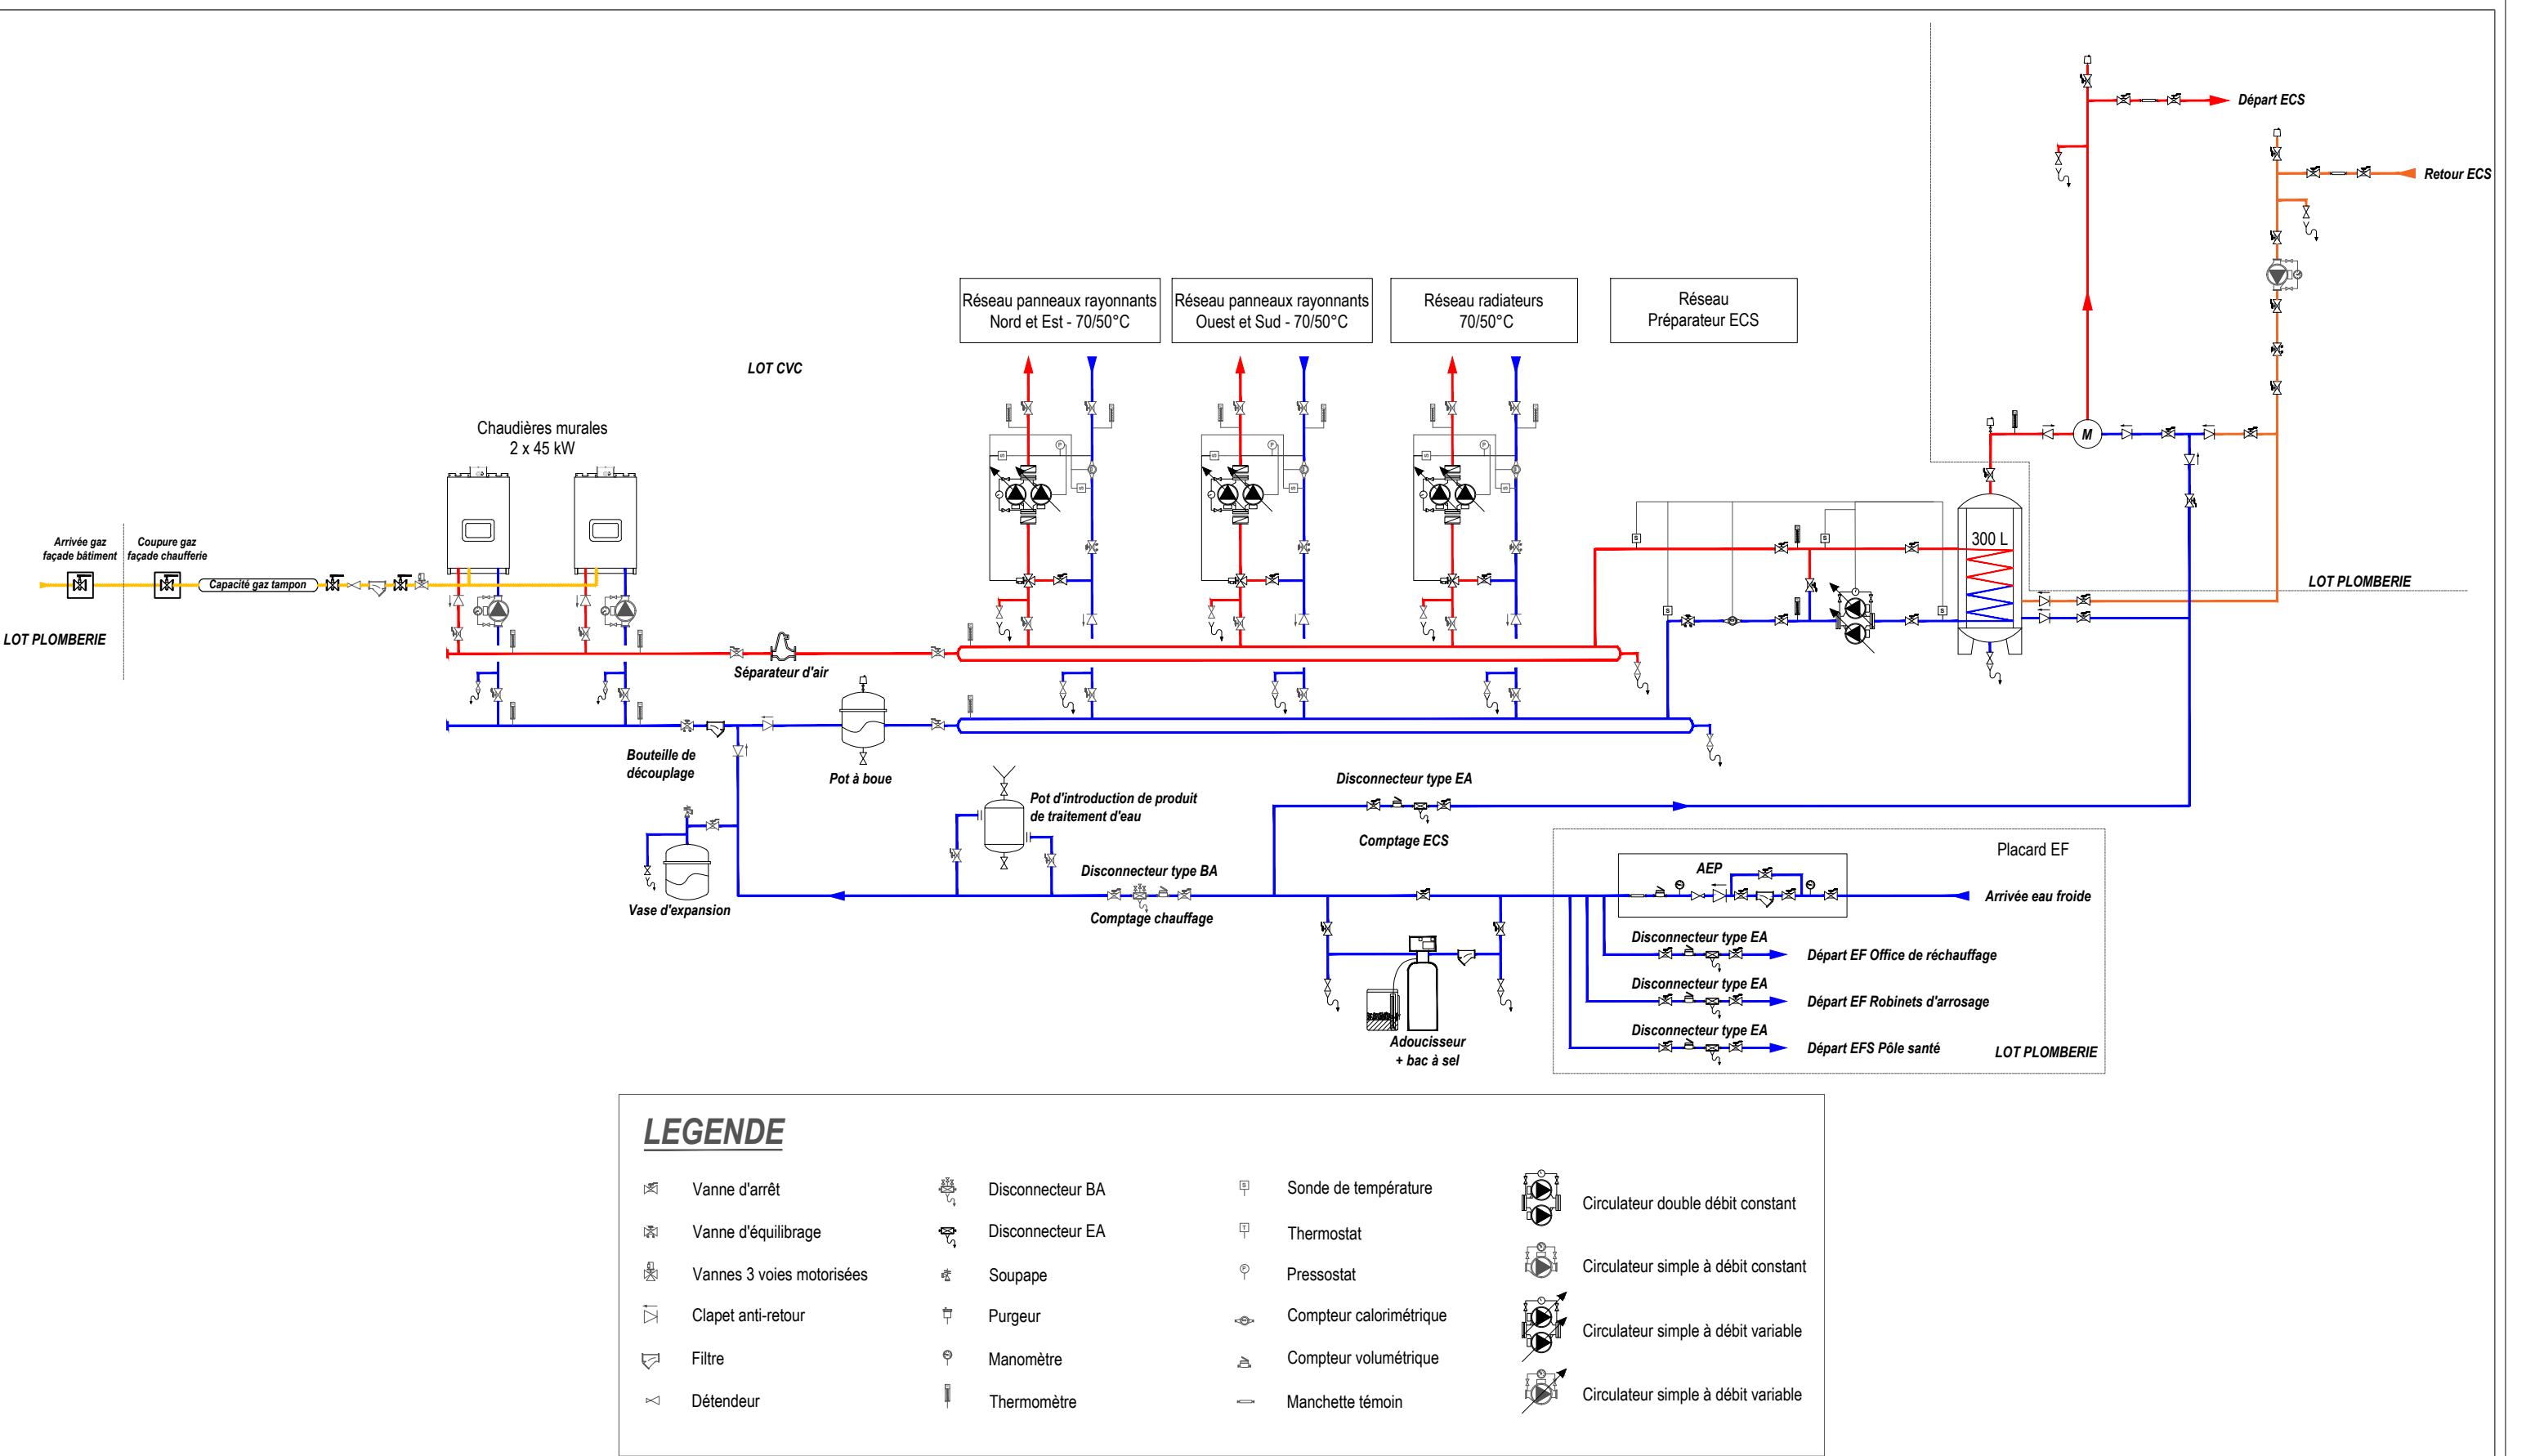 Départ ECS
Retour ECS
Réseau panneaux rayonnants
Nord et Est - 70/50°C
Réseau panneaux rayonnants
Ouest et Sud - 70/50°C
Réseau radiateurs
70/50°C
Réseau
Préparateur ECS
LOT CVC
Chaudières murales
2 x 45 kW
M
300 L
Arrivée gaz
façade bâtiment
Coupure gaz
façade chaufferie
Capacité gaz tampon
LOT PLOMBERIE
LOT PLOMBERIE
Séparateur d'air
Bouteille de
découplage
Pot à boue
Vase d'expansion
Pot d'introduction de produit
de traitement d'eau
Disconnecteur type BA
Comptage chauffage
Disconnecteur type EA
Comptage ECS
Adoucisseur
+ bac à sel
Placard EF
AEP
Arrivée eau froide
Disconnecteur type EA
Départ EF Office de réchauffage
Disconnecteur type EA
Départ EF Robinets d'arrosage
Disconnecteur type EA
Départ EFS Pôle santé
LOT PLOMBERIE
LEGENDE
Vanne d'arrêt
Vanne d'équilibrage
Vannes 3 voies motorisées
Clapet anti-retour
Filtre
Détendeur
Disconnecteur BA
Disconnecteur EA
Soupape
Purgeur
Manomètre
Thermomètre
S
Sonde de température
T
Thermostat
P
Pressostat
Compteur calorimétrique
Compteur volumétrique
Manchette témoin
Circulateur double débit constant
Circulateur simple à débit constant
Circulateur simple à débit variable
Circulateur simple à débit variable